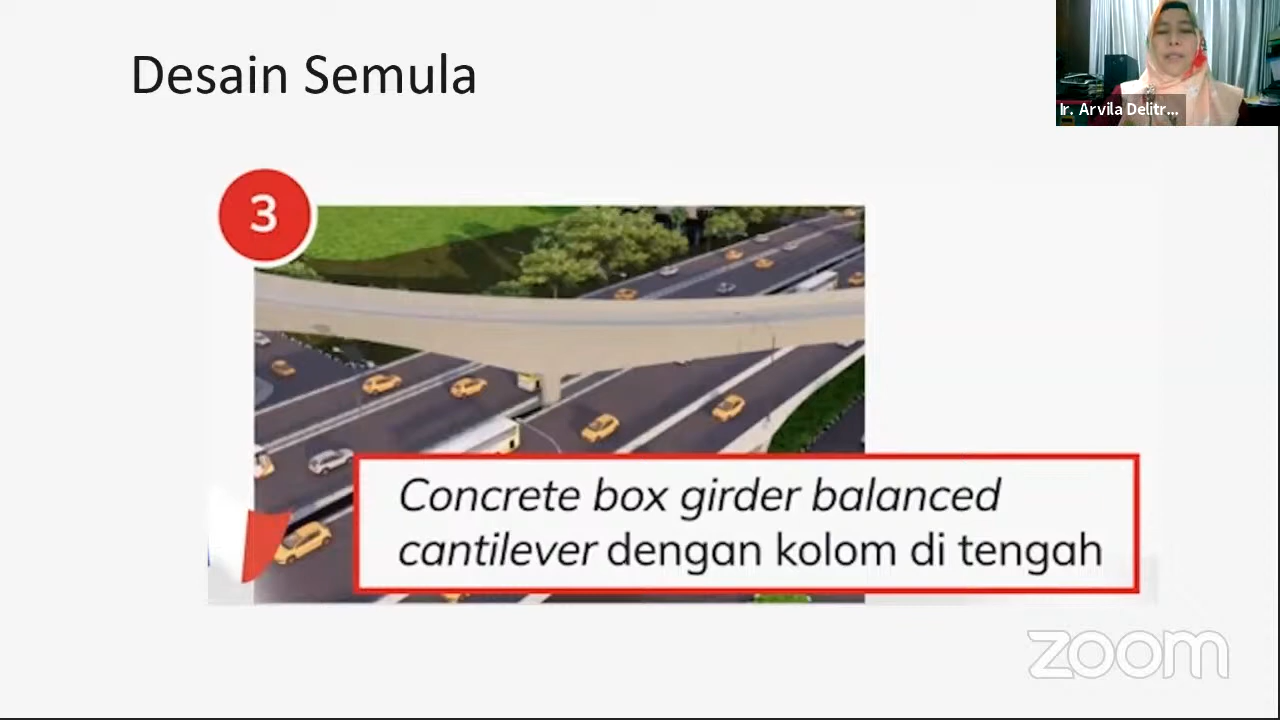 Desain Semula
Ir. Arvila Delitr...
3
Concrete box girder balanced
cantilever dengan kolom di tengah
zoom